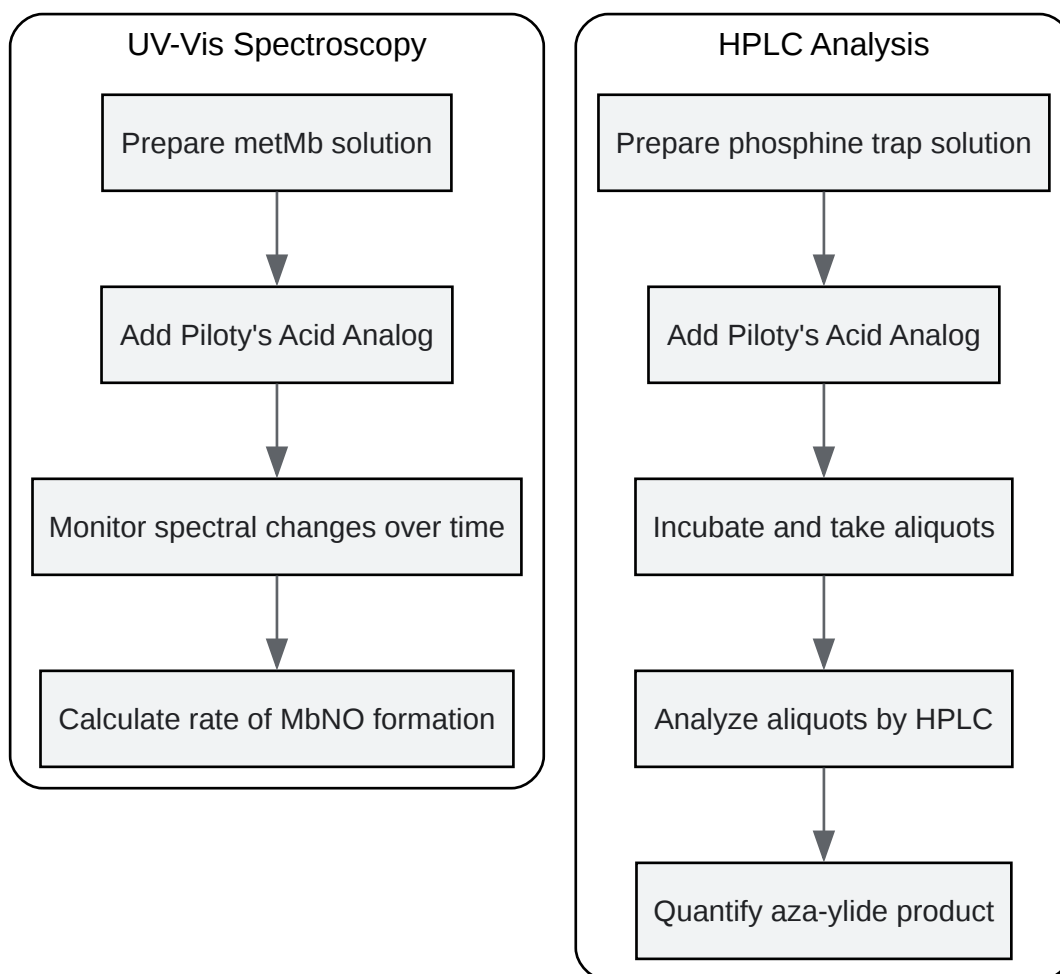 UV-Vis Spectroscopy
Prepare metMb solution
Add Piloty's Acid Analog
Monitor spectral changes over time
Calculate rate of MbNO formation
HPLC Analysis
Prepare phosphine trap solution
Add Piloty's Acid Analog
Incubate and take aliquots
Analyze aliquots by HPLC
Quantify aza-ylide product